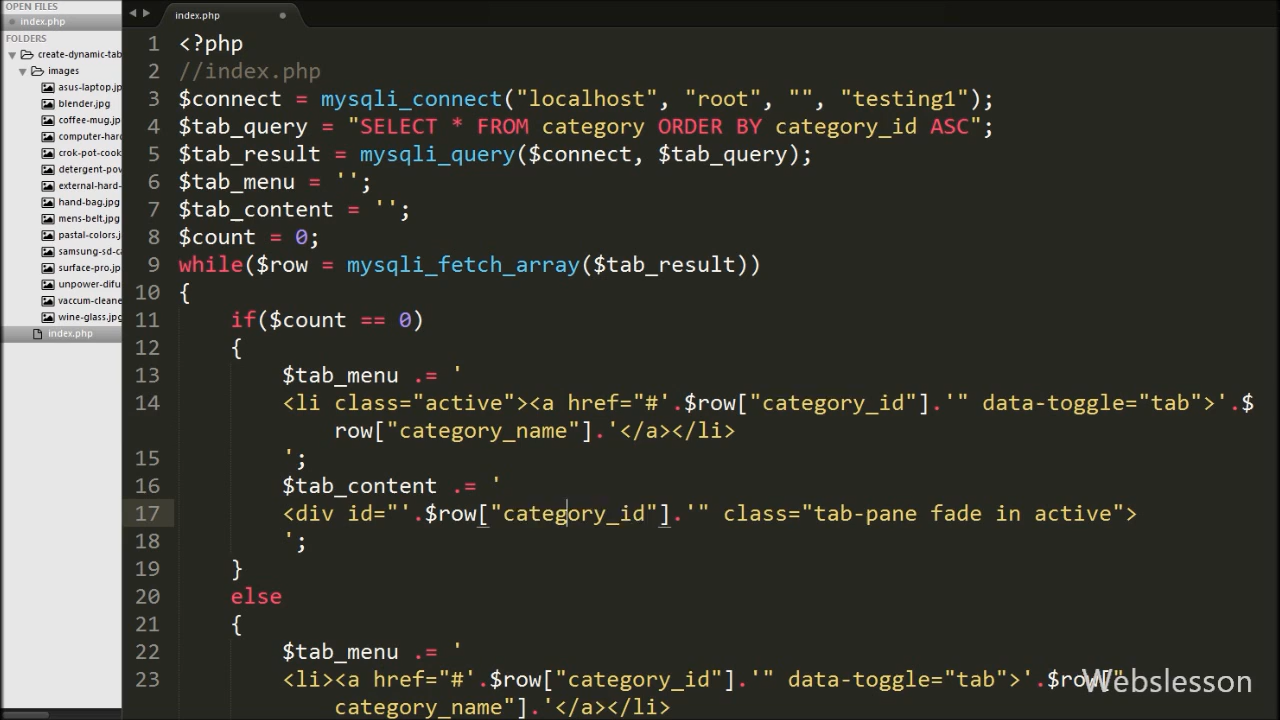 OPEN FILES
index.php
FOLDERS
create-dynamic-tab
images
asus-laptop.jp
blender.jpg
coffee-mug.jpg
computer-hard
crok-pot-cook
detergent-pow
external-hard-
hand-bag.jpg
mens-belt.jpg
pastal-colors.j
samsung-sd-ca
surface-pro.jp
unpower-difu
vaccum-cleane
wine-glass.jpg
index.php
index.php
1 <?php
2 //index.php
3 $connect = mysqli_connect("localhost", "root", "", "testing1");
4 $tab_query = "SELECT * FROM category ORDER BY category_id ASC";
5 $tab_result = mysqli_query($connect, $tab_query);
6 $tab_menu = '';
7 $tab_content = '';
8 $count = 0;
9 while($row = mysqli_fetch_array($tab_result))
10 {
11 if($count == 0)
12 {
13 $tab_menu .= '
14 <li class="active"><a href="#'.$row["category_id"].'" data-toggle="tab">'.$
row["category_name"].'</a></li>
15 ';
16 $tab_content .= '
17 <div id="'.$row["category_id"].'" class="tab-pane fade in active">
18 ';
19 }
20 else
21 {
22 $tab_menu .= '
23 <li><a href="#'.$row["category_id"].'" data-toggle="tab">'.$row["
category_name"].'</a></li>
Webslesson